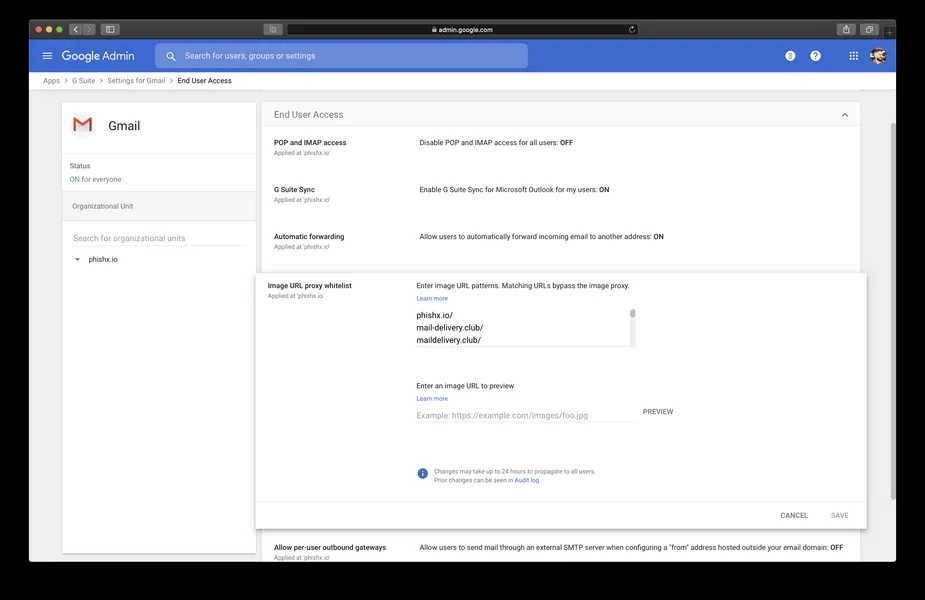 admin.google.com
Google Admin
Search for users, groups or settings
Apps > G Suite > Settings for Gmail > End User Access
Gmail
Status
ON for everyone
Organizational Unit
Search for organizational units
phishx.io
End User Access
POP and IMAP access
Applied at 'phishx.io'
Disable POP and IMAP access for all users: OFF
G Suite Sync
Applied at 'phishx.io'
Enable G Suite Sync for Microsoft Outlook for my users: ON
Automatic forwarding
Applied at 'phishx.io'
Allow users to automatically forward incoming email to another address: ON
Image URL proxy whitelist
Applied at 'phishx.io'
Enter image URL patterns. Matching URLs bypass the image proxy.
Learn more
phishx.io/
mail-delivery.club/
maildelivery.club/
Enter an image URL to preview
Learn more
Example: https://example.com/images/foo.jpg
PREVIEW
Changes may take up to 24 hours to propagate to all users.
Prior changes can be seen in Audit log
CANCEL
SAVE
Allow per-user outbound gateways
Applied at 'phishx.io'
Allow users to send mail through an external SMTP server when configuring a "from" address hosted outside your email domain: OFF